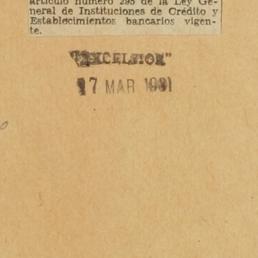 artículo número 295 de la Ley Ge-
neral de Instituciones de Crédito y
Establecimientos bancarios vigen-
te.
"EXCELSIOR"
17 MAR 1931